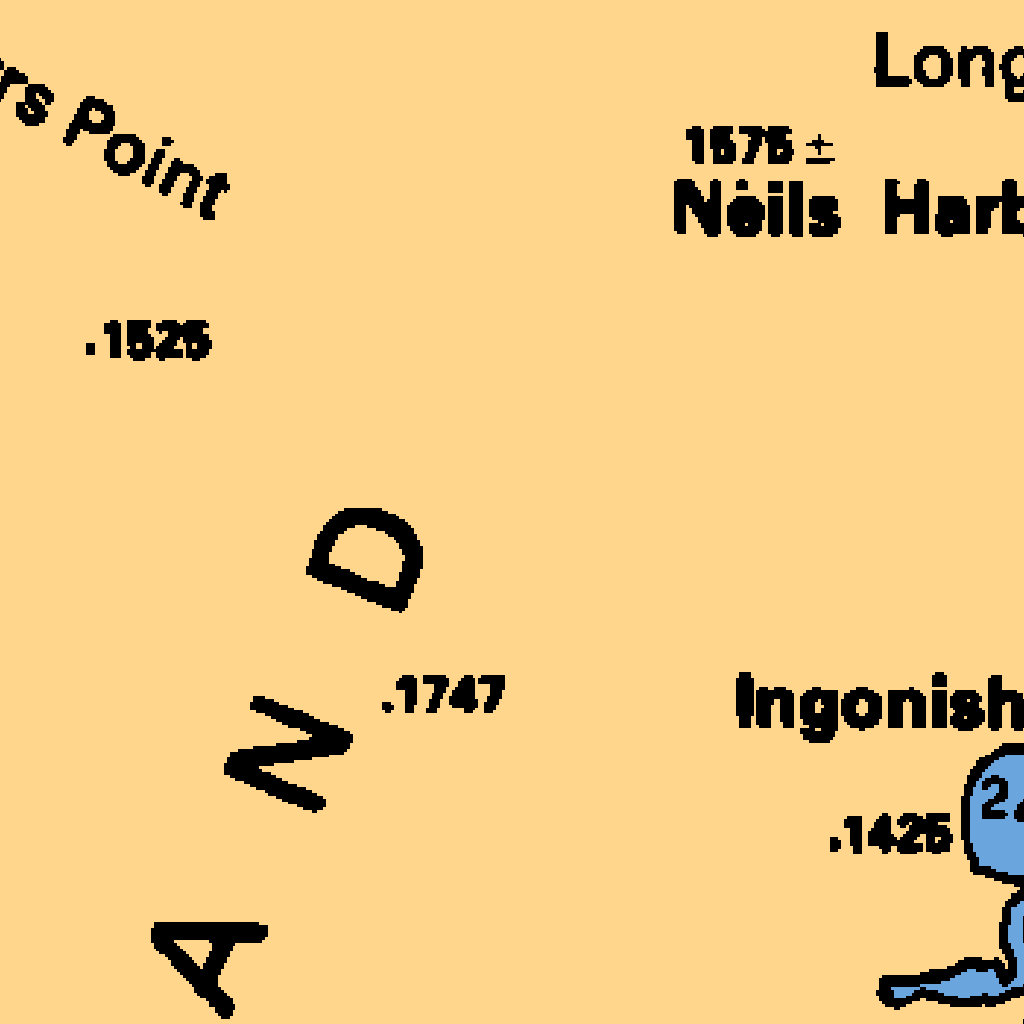 Long
rs Point
1575 ±
Neils Harb
.1525
D
.1747
N
Ingonish
.1425
A